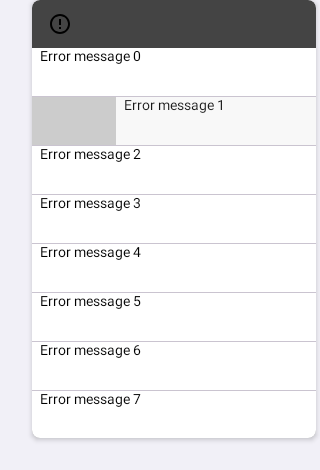 Error message 0
Error message 1
Error message 2
Error message 3
Error message 4
Error message 5
Error message 6
Error message 7